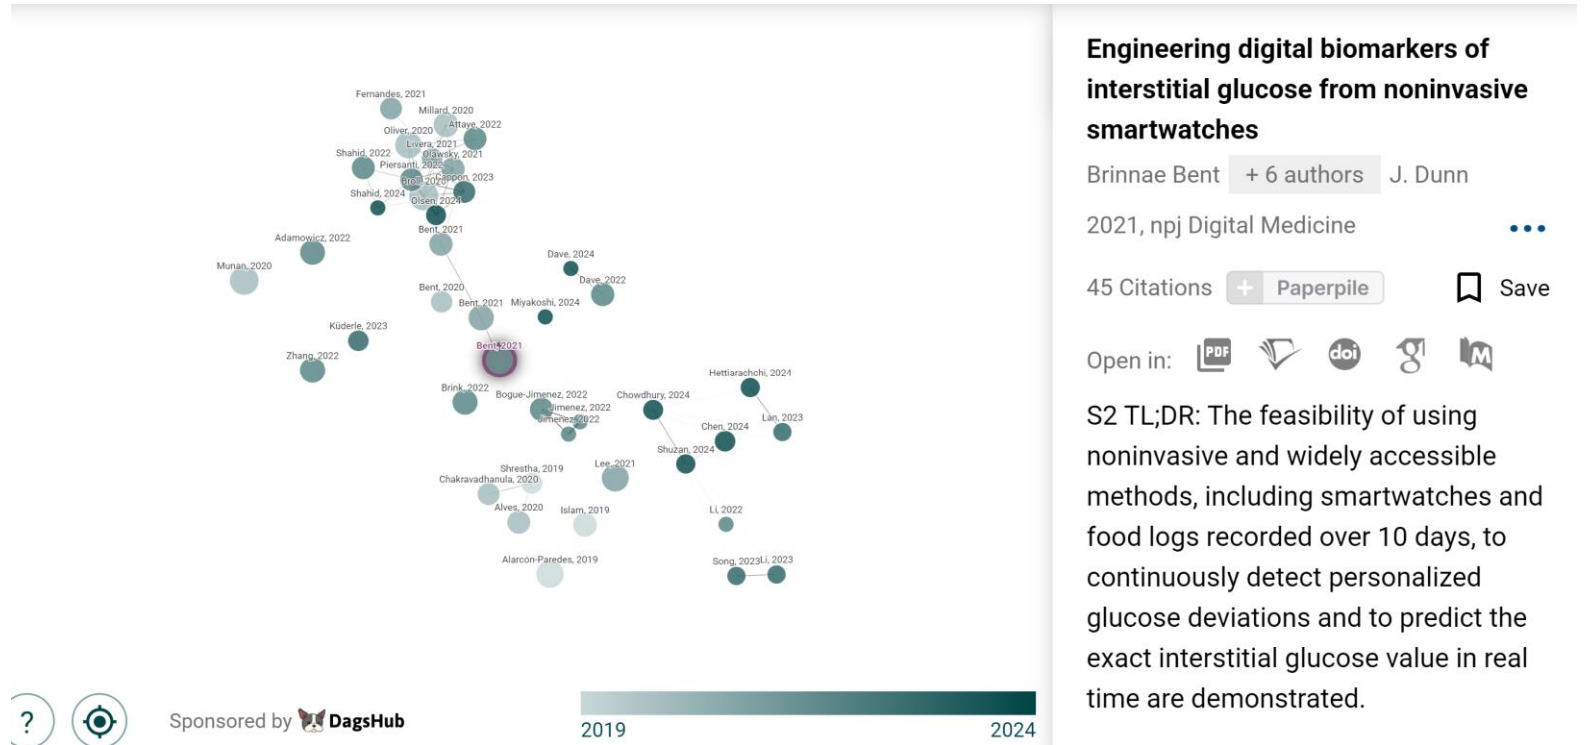 Fernandes, 2021
Millard, 2020
Oliver, 2020
Attaye, 2022
Livera, 2021
Shahid, 2022
Olawsky, 2021
Piersanti, 2022
Broll, 2020
Cappon, 2023
Shahid, 2024
Olsen, 2024
Bent, 2021
Adamowicz, 2022
Munan, 2020
Dave, 2024
Dave, 2022
Bent, 2020
Bent, 2021
Miyakoshi, 2024
Küderle, 2023
Zhang, 2022
Bent, 2021
Hettiarachchi, 2024
Brink, 2022
Bogue-Jimenez, 2022
Chowdhury, 2024
Jimenez, 2022
Jimenez, 2022
Lan, 2023
Chen, 2024
Shuzan, 2024
Lee, 2021
Shrestha, 2019
Chakravadhanula, 2020
Alves, 2020
Islam, 2019
Li, 2022
Alarcón-Paredes, 2019
Song, 2023
Li, 2023
?
Sponsored by DagsHub
2019
2024
Engineering digital biomarkers of
interstitial glucose from noninvasive
smartwatches
Brinnae Bent + 6 authors J. Dunn
2021, npj Digital Medicine
45 Citations + Paperpile Save
Open in: PDF doi g M
S2 TL;DR: The feasibility of using
noninvasive and widely accessible
methods, including smartwatches and
food logs recorded over 10 days, to
continuously detect personalized
glucose deviations and to predict the
exact interstitial glucose value in real
time are demonstrated.